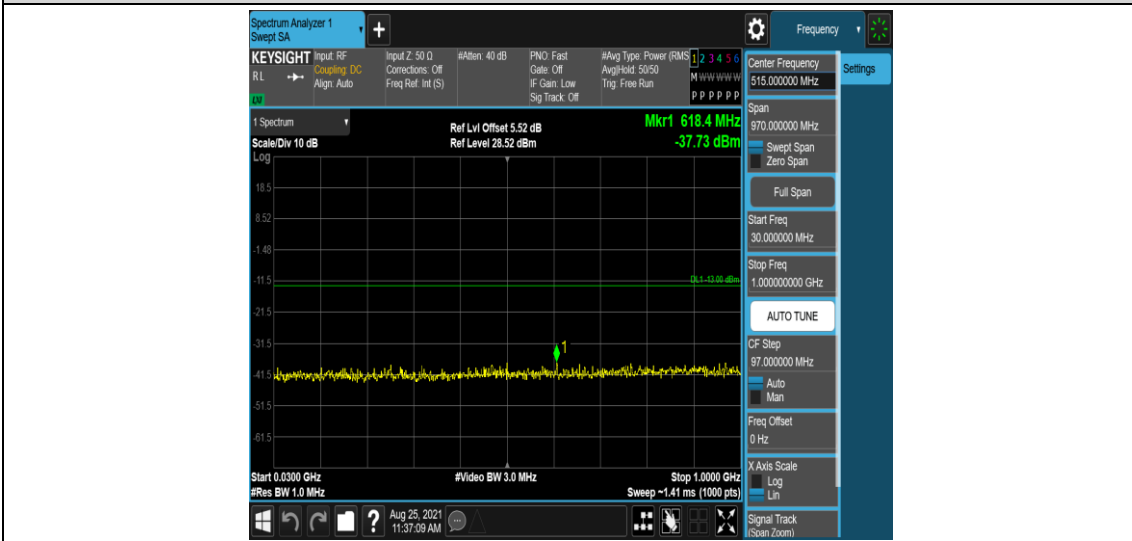 Spectrum Analyzer 1
Swept SA
+
Frequency
KEYSIGHT
Input: RF
Coupling: DC
Align: Auto
Input Z: 50 Ω
Corrections: Off
Freq Ref: Int (S)
#Atten: 40 dB
PNO: Fast
Gate: Off
IF Gain: Low
Sig Track: Off
#Avg Type: Power (RMS
Avg|Hold: 50/50
Trig: Free Run
1 2 3 4 5 6
M W W W W W
P P P P P P
RL
LXI
1 Spectrum
Scale/Div 10 dB
Log
Ref Lvl Offset 5.52 dB
Ref Level 28.52 dBm
Mkr1 618.4 MHz
-37.73 dBm
18.5
8.52
-1.48
-11.5
DL1 -13.00 dBm
-21.5
-31.5
1
-41.5
-51.5
-61.5
Start 0.0300 GHz
#Res BW 1.0 MHz
#Video BW 3.0 MHz
Stop 1.0000 GHz
Sweep ~1.41 ms (1000 pts)
?
Aug 25, 2021
11:37:09 AM
Center Frequency
515.000000 MHz
Settings
Span
970.000000 MHz
Swept Span
Zero Span
Full Span
Start Freq
30.000000 MHz
Stop Freq
1.000000000 GHz
AUTO TUNE
CF Step
97.000000 MHz
Auto
Man
Freq Offset
0 Hz
X Axis Scale
Log
Lin
Signal Track
(Span Zoom)